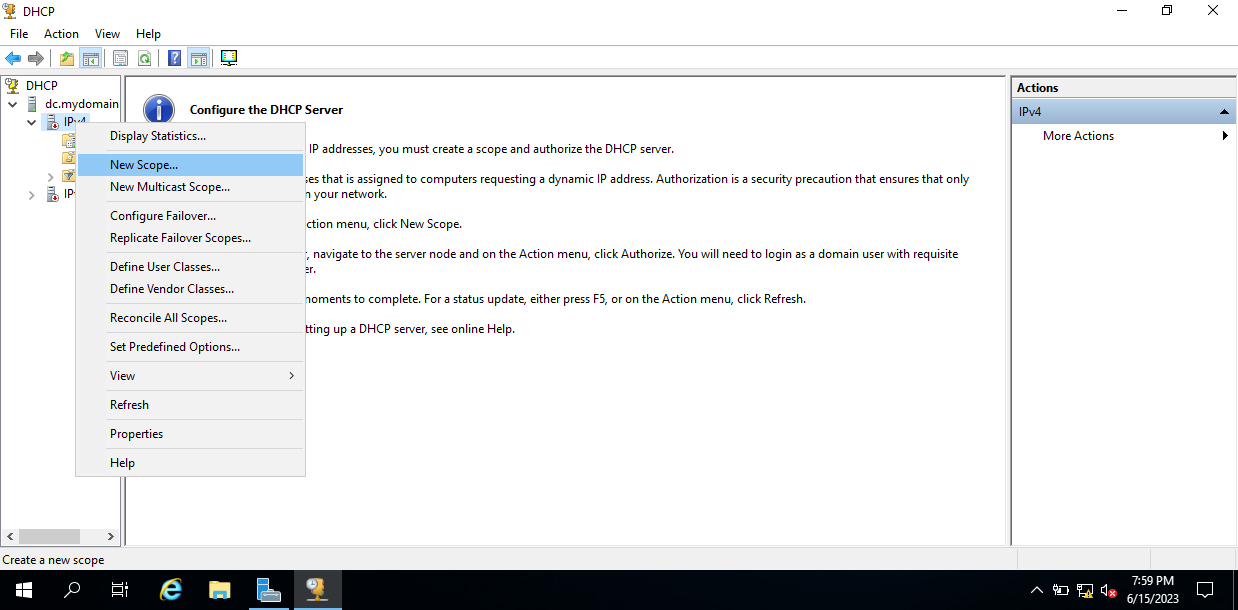 DHCP
File Action View Help
DHCP
dc.mydomain
IPv4
Display Statistics...
New Scope...
New Multicast Scope...
Configure Failover...
Replicate Failover Scopes...
Define User Classes...
Define Vendor Classes...
Reconcile All Scopes...
Set Predefined Options...
View
Refresh
Properties
Help
Configure the DHCP Server
IP addresses, you must create a scope and authorize the DHCP server.
that is assigned to computers requesting a dynamic IP address. Authorization is a security precaution that ensures that only
your network.
menu, click New Scope.
, navigate to the server node and on the Action menu, click Authorize. You will need to login as a domain user with requisite
to complete. For a status update, either press F5, or on the Action menu, click Refresh.
up a DHCP server, see online Help.
Actions
IPv4
More Actions
Create a new scope
7:59 PM
6/15/2023